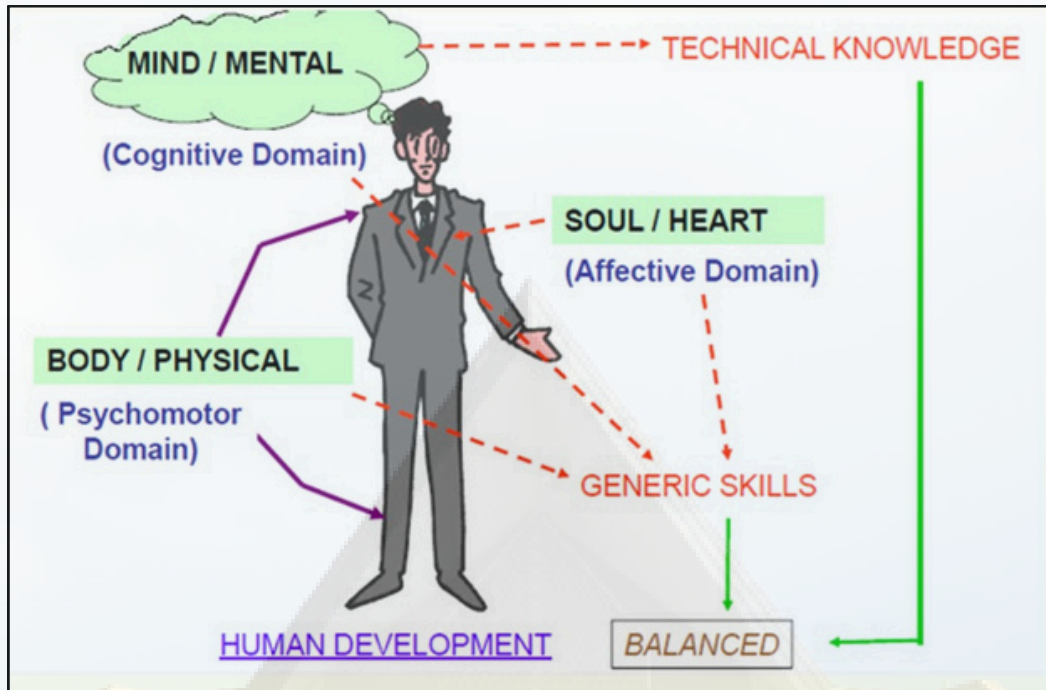 MIND / MENTAL
TECHNICAL KNOWLEDGE
(Cognitive Domain)
SOUL / HEART
(Affective Domain)
BODY / PHYSICAL
( Psychomotor
Domain)
GENERIC SKILLS
HUMAN DEVELOPMENT
BALANCED